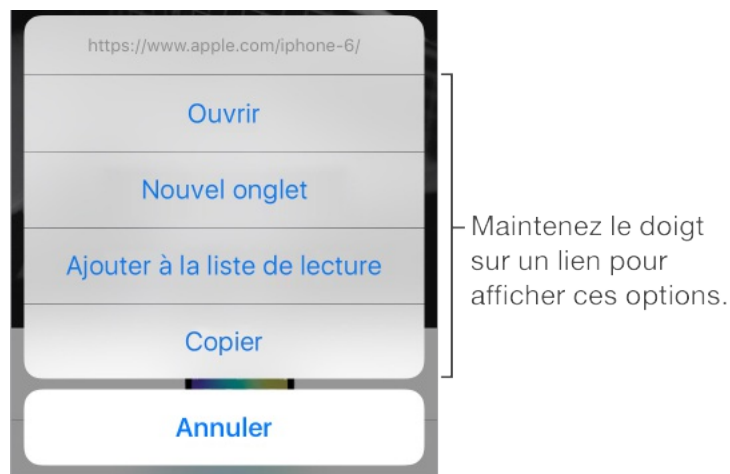 https://www.apple.com/iphone-6/
Ouvrir
Nouvel onglet
Ajouter à la liste de lecture
Copier
Annuler
Maintenez le doigt
sur un lien pour
afficher ces options.